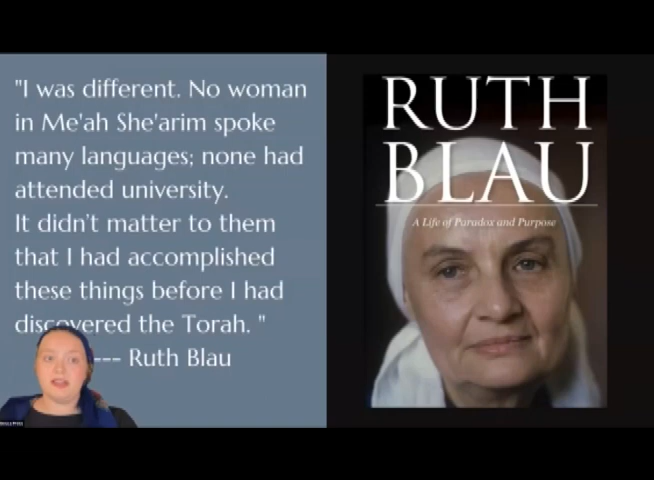 "I was different. No woman
in Me'ah She'arim spoke
many languages; none had
attended university.
It didn't matter to them
that I had accomplished
these things before I had
discovered the Torah. "
--- Ruth Blau
RUTH
BLAU
A Life of Paradox and Purpose